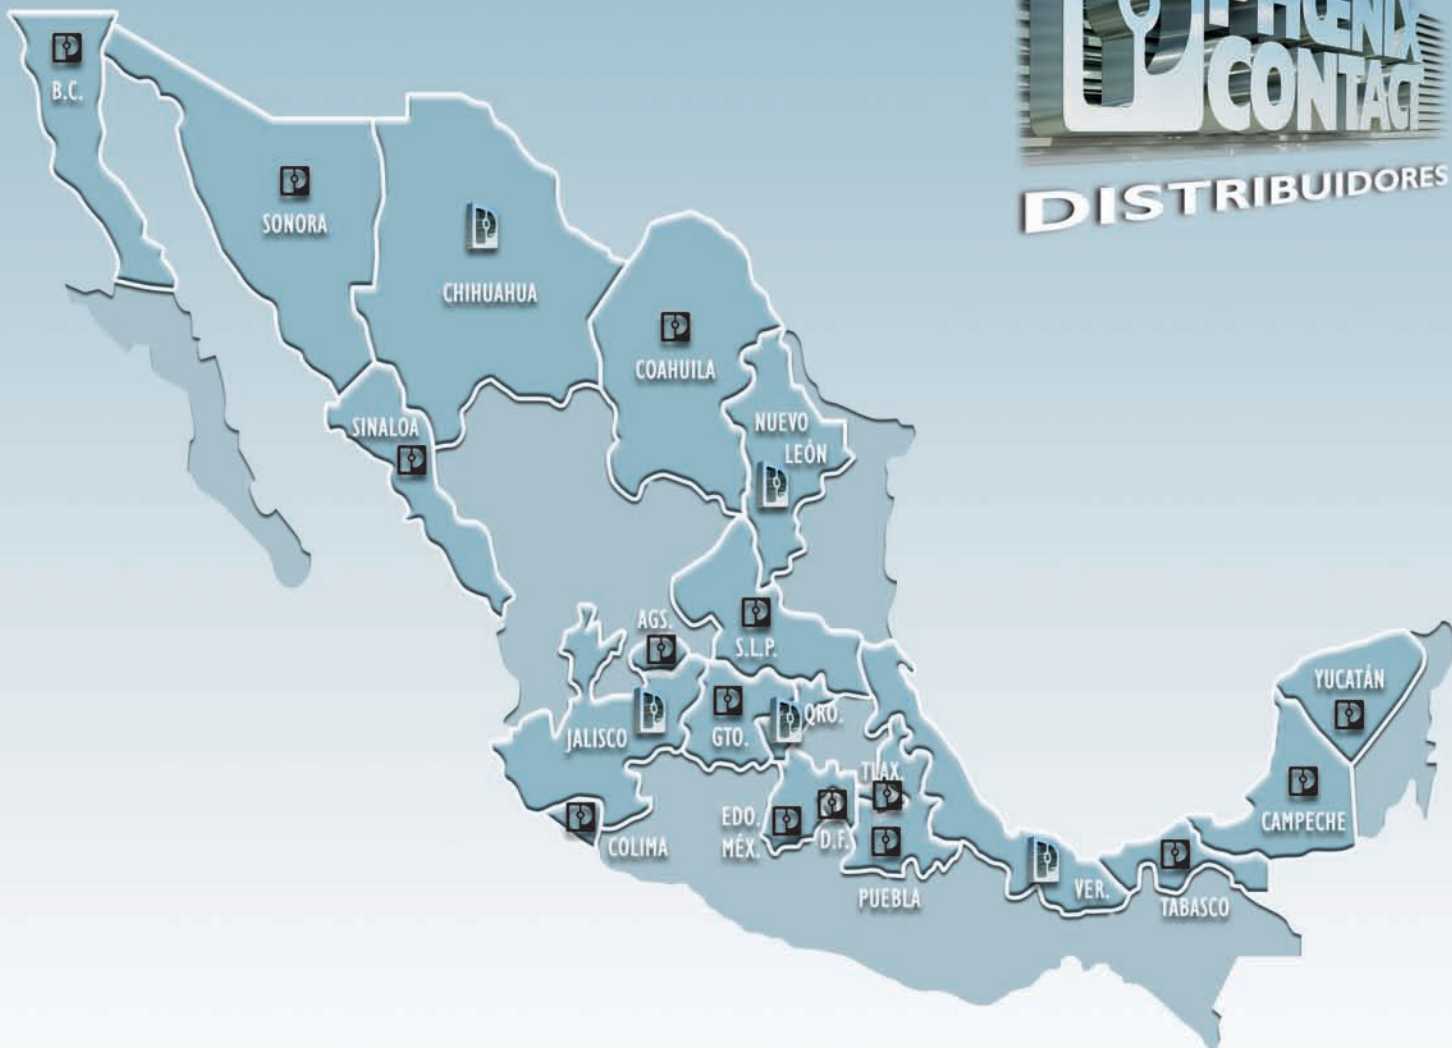 PHŒNIX
CONTACT
DISTRIBUIDORES
B.C.
SONORA
CHIHUAHUA
COAHUILA
NUEVO
LEÓN
SINALOA
AGS.
S.L.P.
JALISCO
GTO.
QRO.
COLIMA
EDO.
MÉX.
D.F.
TLAX.
PUEBLA
VER.
TABASCO
CAMPECHE
YUCATÁN